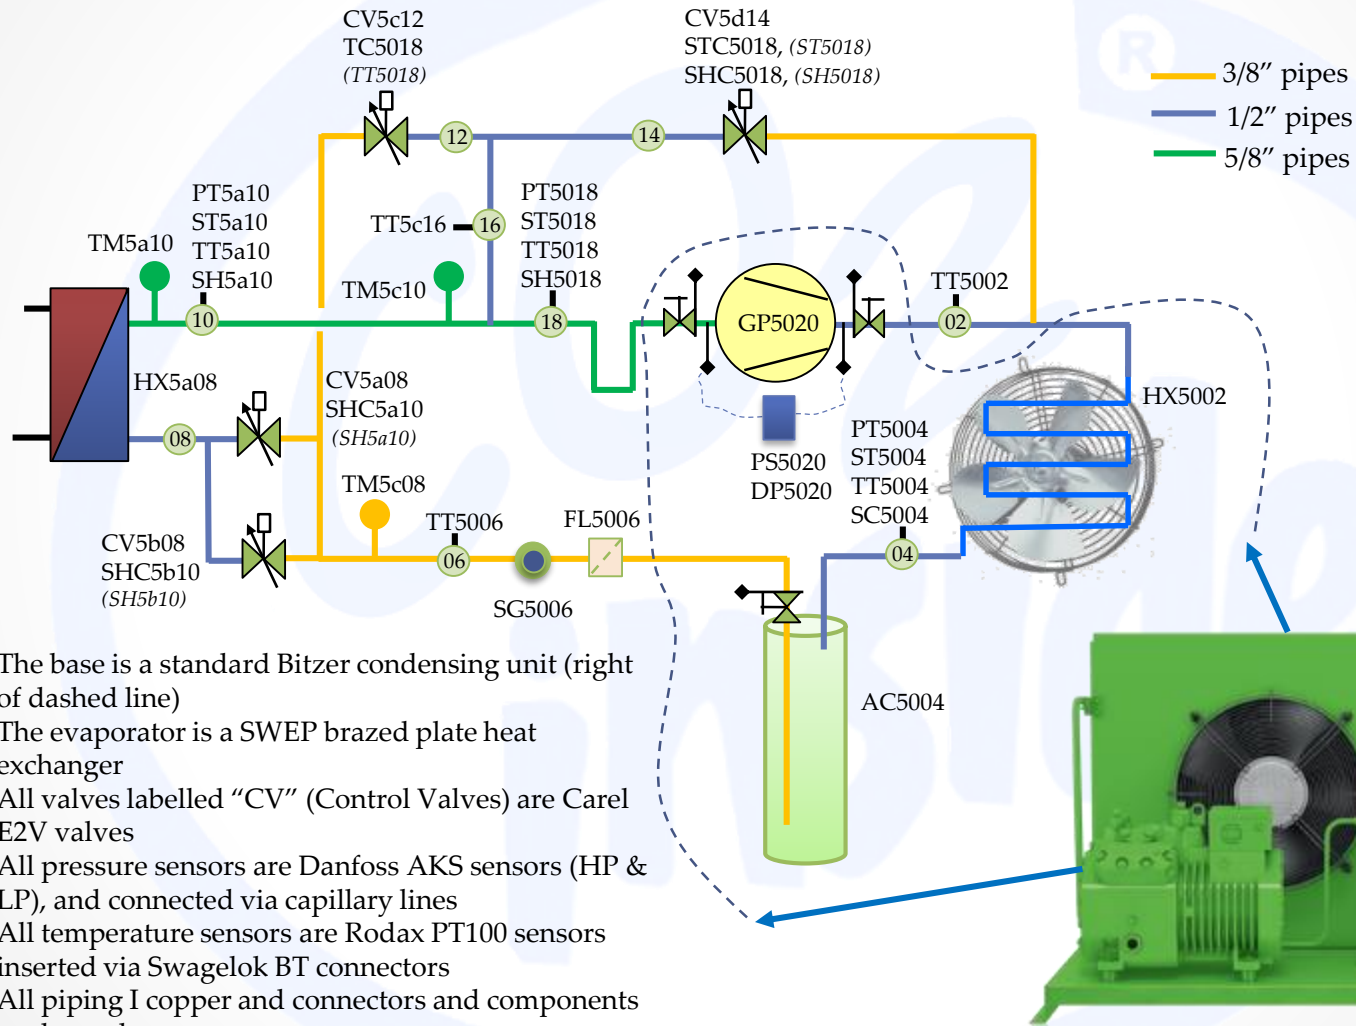 CV5c12
TC5018
(TT5018)
CV5d14
STC5018, (ST5018)
SHC5018, (SH5018)
3/8” pipes
1/2” pipes
5/8” pipes
12
14
PT5a10
ST5a10
TT5a10
SH5a10
TM5a10
TT5c16
16
PT5018
ST5018
TT5018
SH5018
TM5c10
TT5002
10
18
GP5020
02
HX5a08
CV5a08
SHC5a10
(SH5a10)
HX5002
08
PS5020
DP5020
PT5004
ST5004
TT5004
SC5004
TM5c08
TT5006
FL5006
CV5b08
SHC5b10
(SH5b10)
06
04
SG5006
AC5004
The base is a standard Bitzer condensing unit (right
of dashed line)
The evaporator is a SWEP brazed plate heat
exchanger
All valves labelled “CV” (Control Valves) are Carel
E2V valves
All pressure sensors are Danfoss AKS sensors (HP &
LP), and connected via capillary lines
All temperature sensors are Rodax PT100 sensors
inserted via Swagelok BT connectors
All piping I copper and connectors and components
R
inside